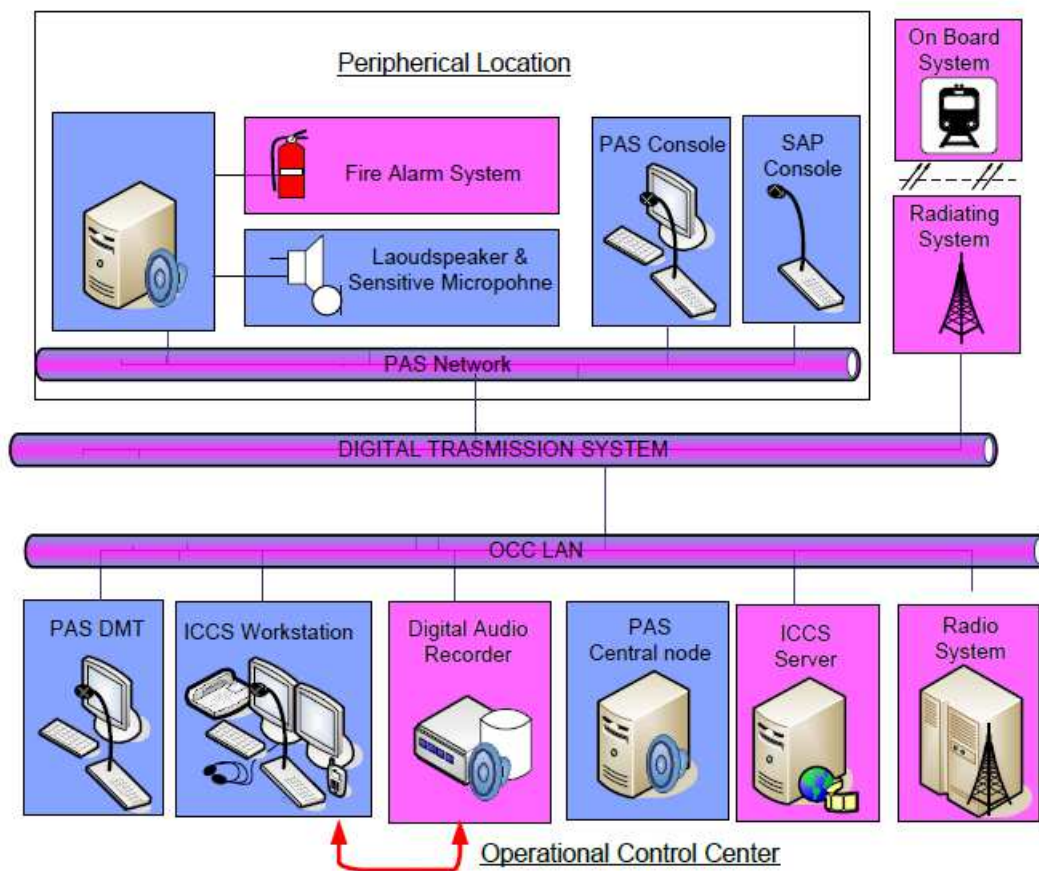 Peripherical Location
On Board
System
Fire Alarm System
PAS Console
SAP
Console
Laoudspeaker &
Sensitive Micropohne
Radiating
System
PAS Network
DIGITAL TRASMISSION SYSTEM
OCC LAN
PAS DMT
ICCS Workstation
Digital Audio
Recorder
PAS
Central node
ICCS
Server
Radio
System
Operational Control Center